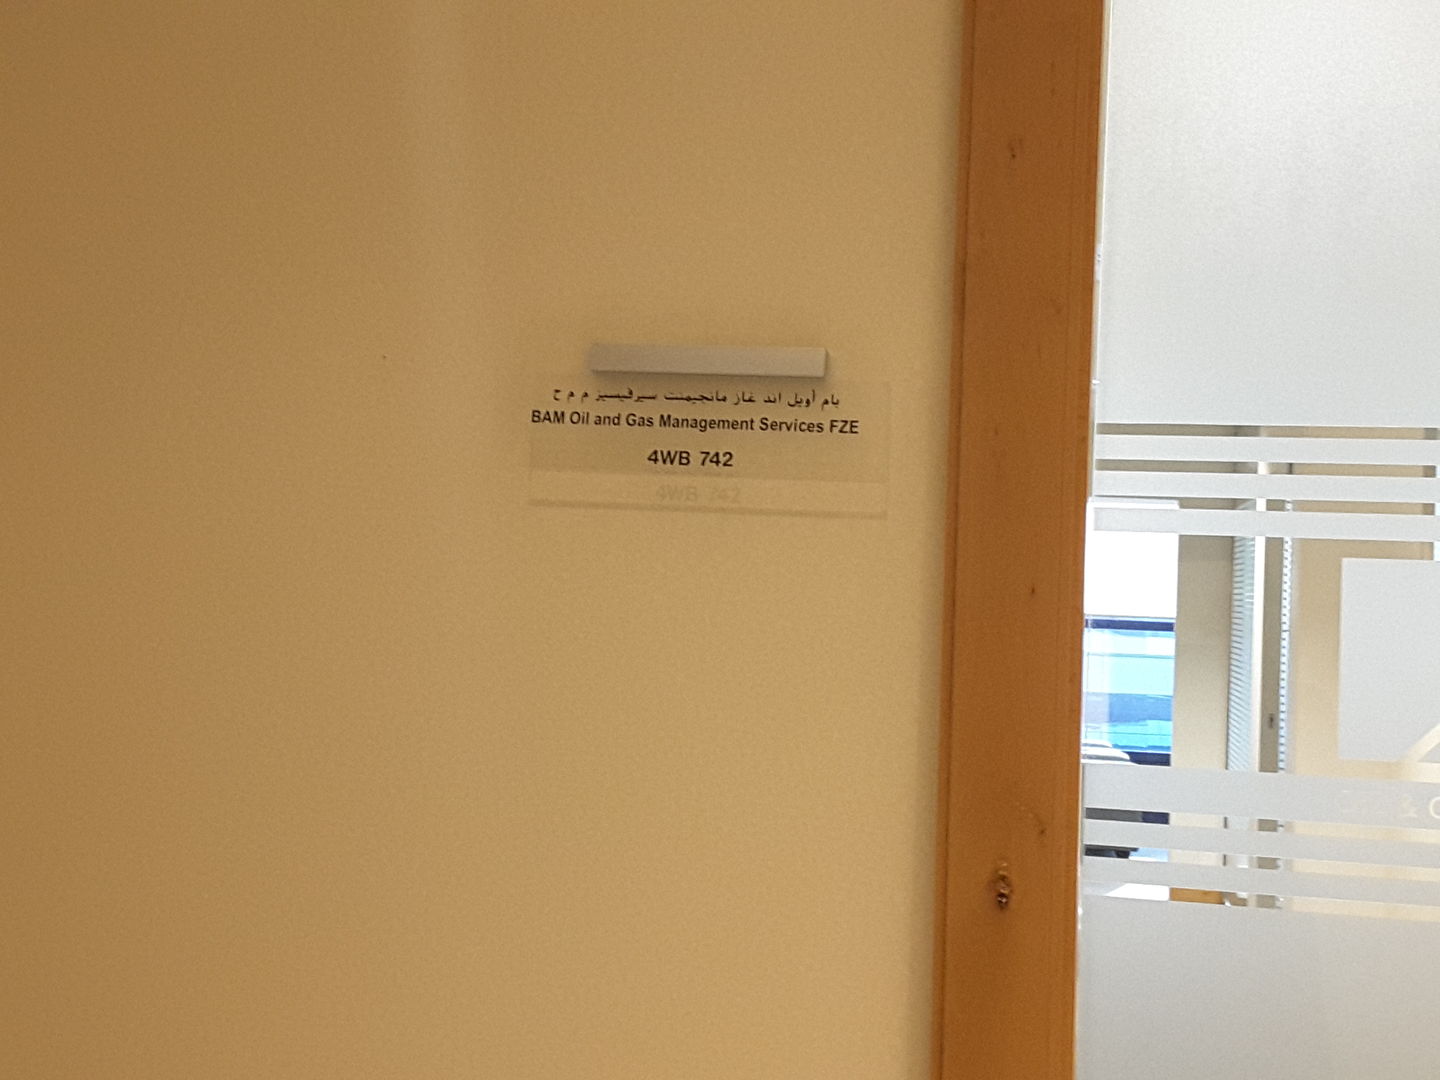 بام أويل اند غاز مانجيمنت سيرفيسيز م م ح
BAM Oil and Gas Management Services FZE
4WB 742